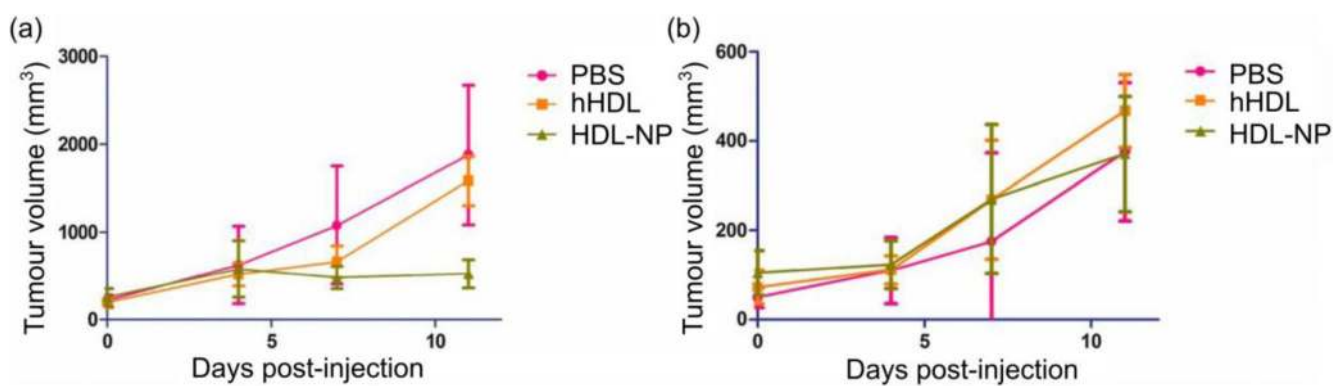 (a)
Tumour volume (mm³)
3000
2000
1000
0
0 5 10
Days post-injection
PBS
hHDL
HDL-NP
(b)
Tumour volume (mm³)
600
400
200
0
0 5 10
Days post-injection
PBS
hHDL
HDL-NP